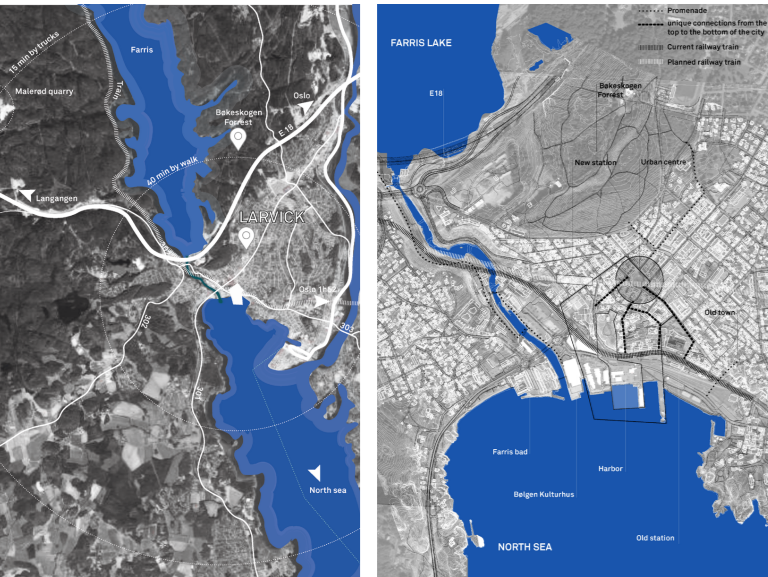 15 min by trucks
Farris
Malerød quarry
Train
Oslo
Bøkeskogen
Forrest
E 18
40 min by walk
Langangen
LARVICK
Oslo 1h52
302
303
301
North sea
Promenade
unique connections from the
top to the bottom of the city
Current railway train
Planned railway train
FARRIS LAKE
E18
Bøkeskogen
Forrest
New station
Urban centre
Old town
Farris bad
Harbor
Bølgen Kulturhus
Old station
NORTH SEA